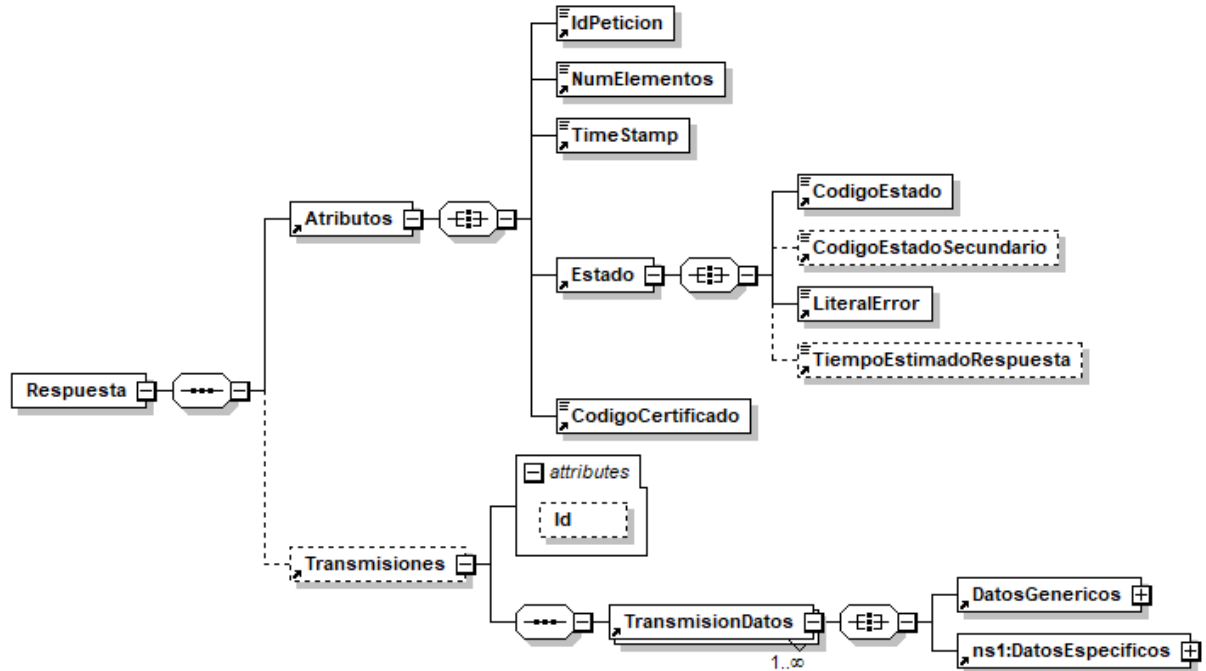 IdPeticion
NumElementos
TimeStamp
CodigoEstado
Atributos
CodigoEstadoSecundario
Estado
LiteralError
TiempoEstimadoRespuesta
Respuesta
CodigoCertificado
attributes
Id
Transmisiones
DatosGenericos
TransmisionDatos
ns1:DatosEspecificos
1..∞